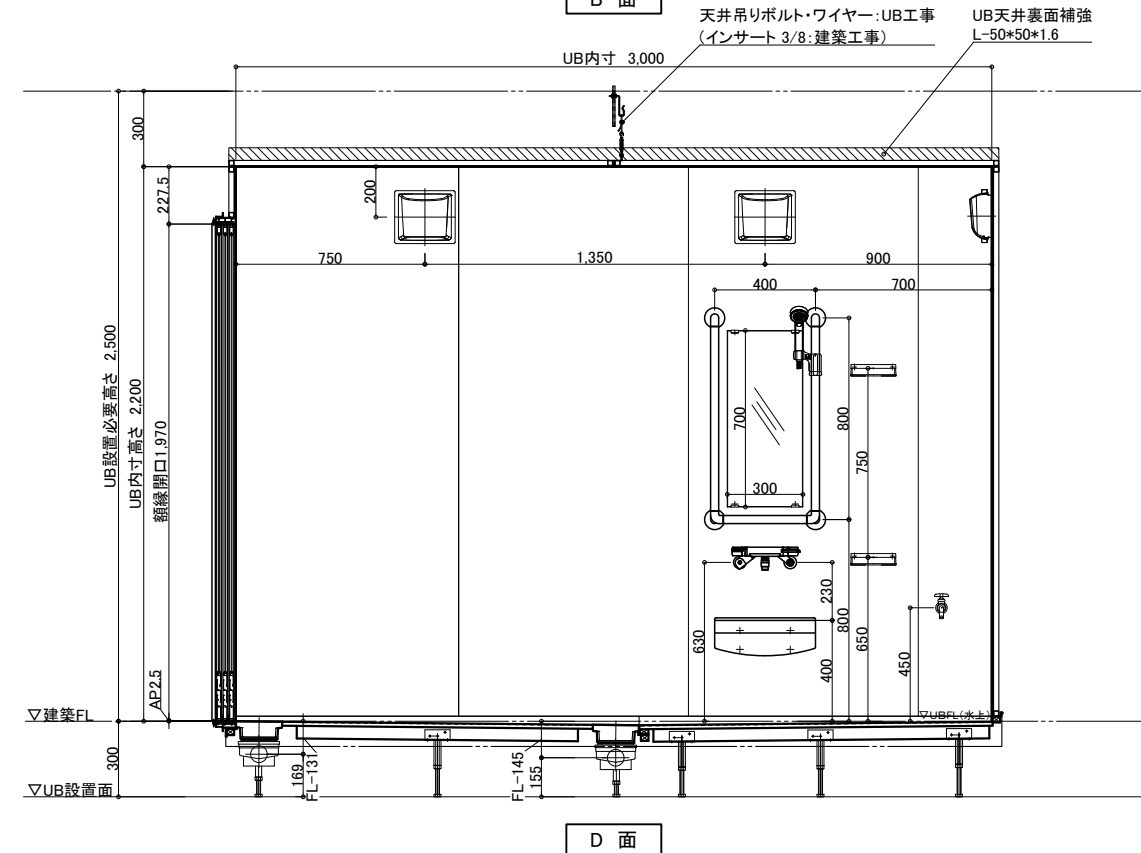 B 面
天井吊りボルト・ワイヤー:UB工事
(インサート 3/8:建築工事)
UB天井裏面補強
L-50*50*1.6
UB内寸 3,000
300
227.5
200
750
1,350
900
400
700
UB設置必要高さ 2,500
UB内寸高さ 2,200
額縁開口1,970
700
800
750
300
230
630
800
650
450
400
AP2.5
▽建築FL
▽UBFL(水上)
300
169
FL-131
FL-145
155
▽UB設置面
D 面